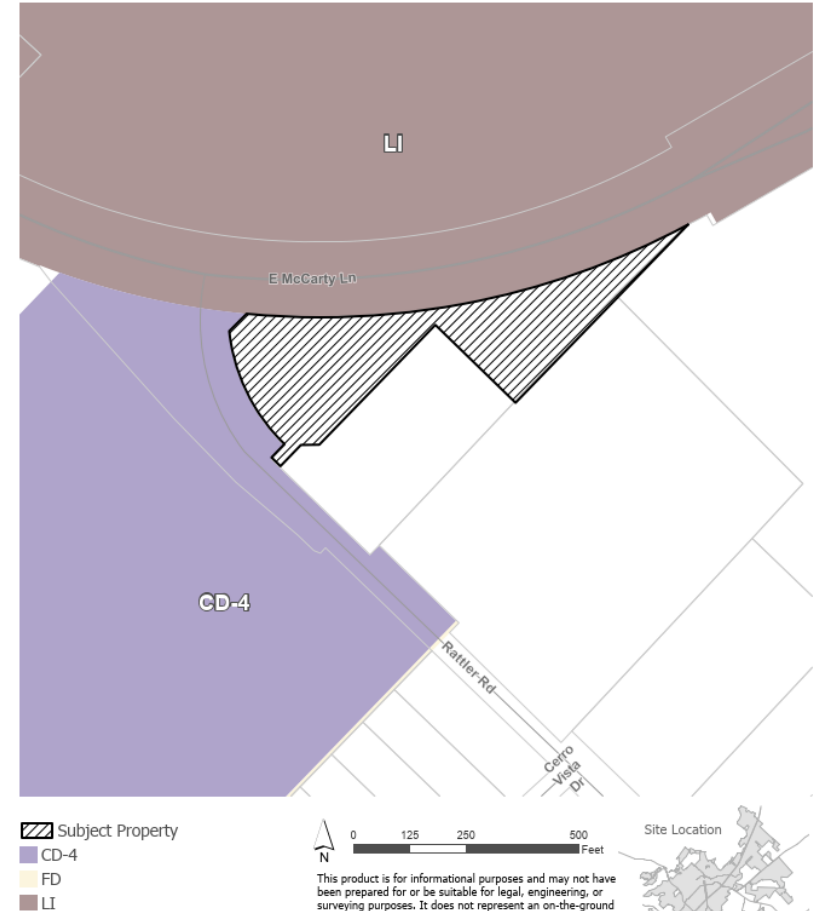 LI
E McCarty Ln
CD-4
Rattler Rd
Cerro
Vista
Dr
Subject Property
CD-4
FD
LI
N
0 125 250 500
Feet
This product is for informational purposes and may not have
been prepared for or be suitable for legal, engineering, or
surveying purposes. It does not represent an on-the-ground
Site Location